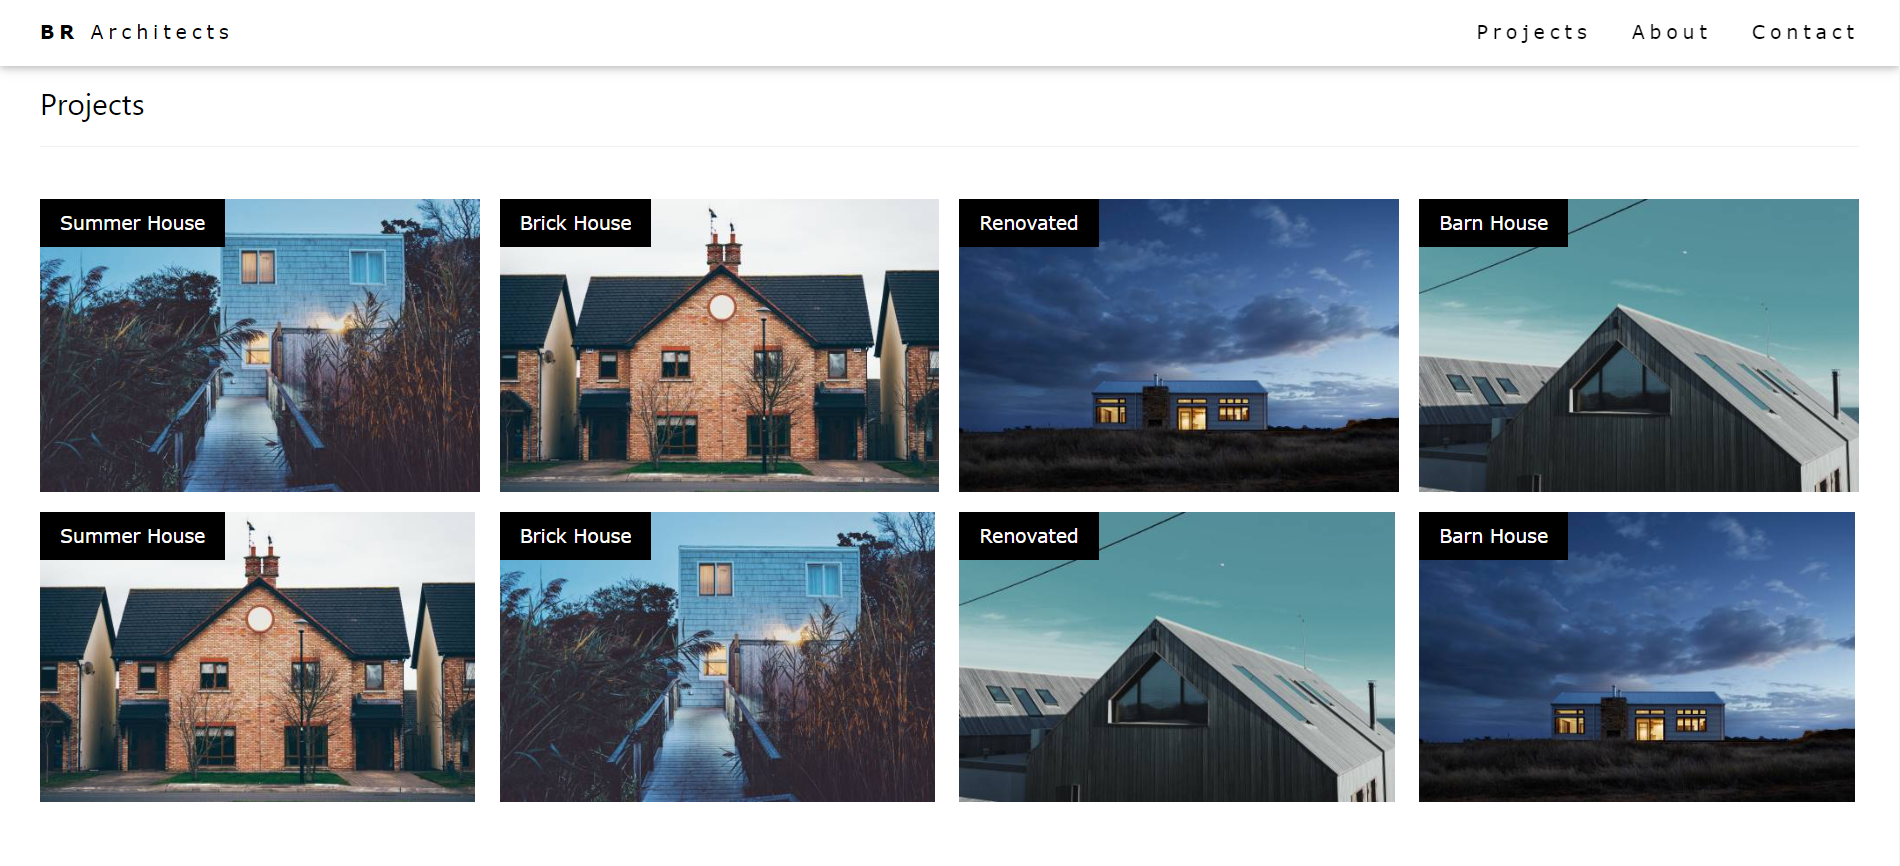 BR Architects
Projects About Contact
Projects
Summer House
Brick House
Renovated
Barn House
Summer House
Brick House
Renovated
Barn House